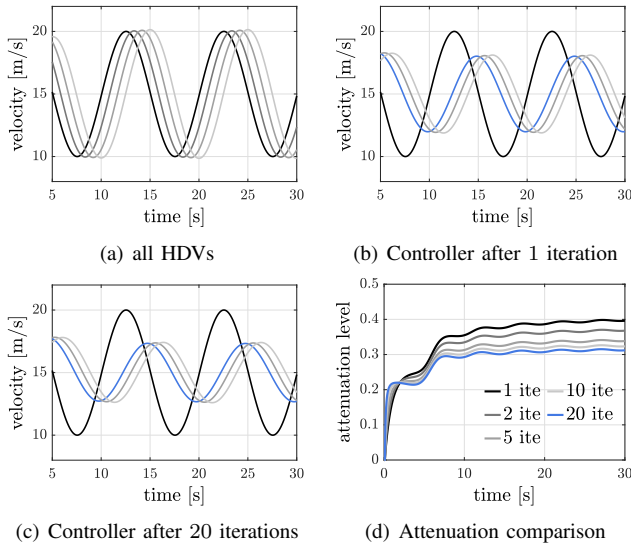 velocity [m/s]
20
15
10
5 10 15 20 25 30
time [s]
(a) all HDVs
velocity [m/s]
20
15
10
5 10 15 20 25 30
time [s]
(b) Controller after 1 iteration
velocity [m/s]
20
15
10
5 10 15 20 25 30
time [s]
(c) Controller after 20 iterations
attenuation level
0.5
0.4
0.3
0.2
0.1
0
0 10 20 30
1 ite 10 ite
2 ite 20 ite
5 ite
time [s]
(d) Attenuation comparison